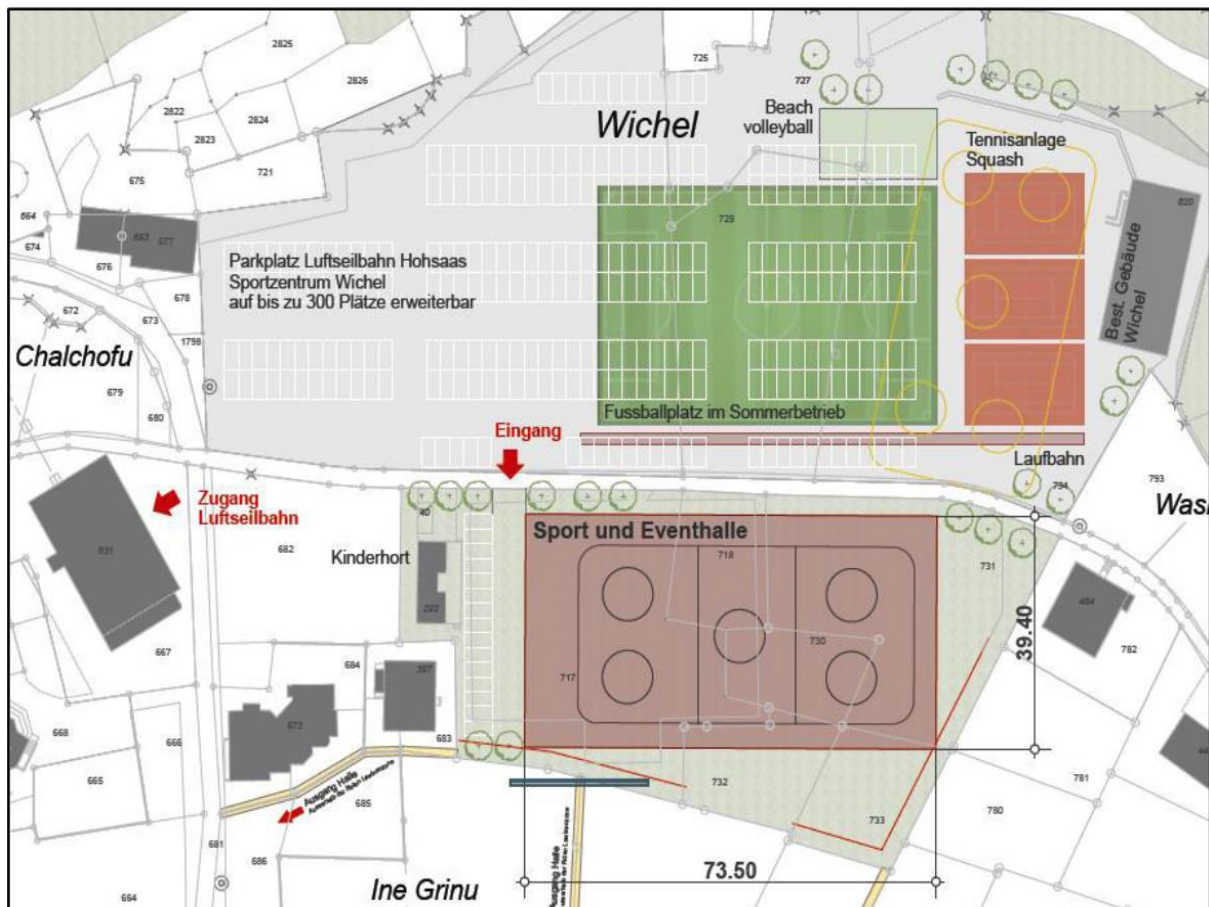 2825
2826
725
727
2822
2824
Wichel
Beach
volleyball
2823
Tennisanlage
Squash
675
721
820
664
729
674
663
677
676
Parkplatz Luftseilbahn Hohsaas
Sportzentrum Wichel
auf bis zu 300 Plätze erweiterbar
678
672
673
Best. Gebäude
Wichel
1798
Chalchofu
679
680
Fussballplatz im Sommerbetrieb
Eingang
Laufbahn
793
794
Zugang
Luftseilbahn
40
Sport und Eventhalle
831
682
Kinderhort
718
731
464
39.40
730
782
667
684
397
717
668
673
683
666
732
781
665
Ausgang Halle
685
733
780
681
686
73.50
Ausgang Halle
664
Ine Grinu